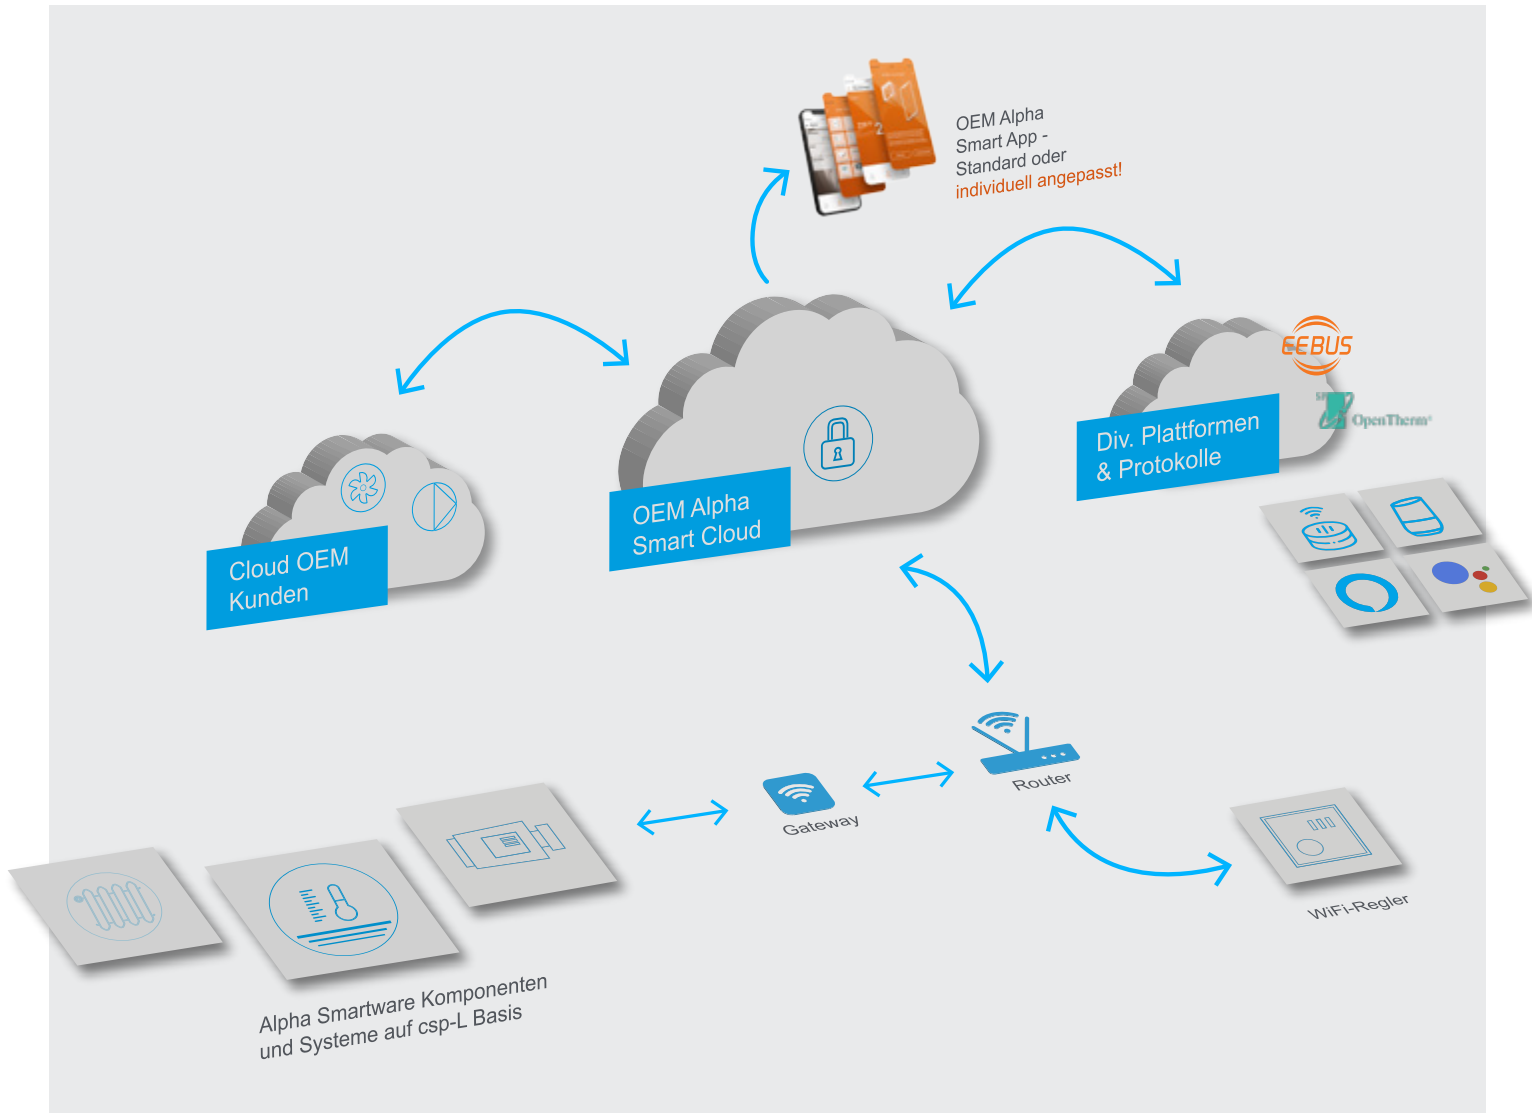 OEM Alpha
Smart App -
Standard oder
individuell angepasst!
EEBUS
OpenTherm
Div. Plattformen
& Protokolle
OEM Alpha
Smart Cloud
Cloud OEM
Kunden
Router
Gateway
WiFi-Regler
Alpha Smartware Komponenten
und Systeme auf csp-L Basis